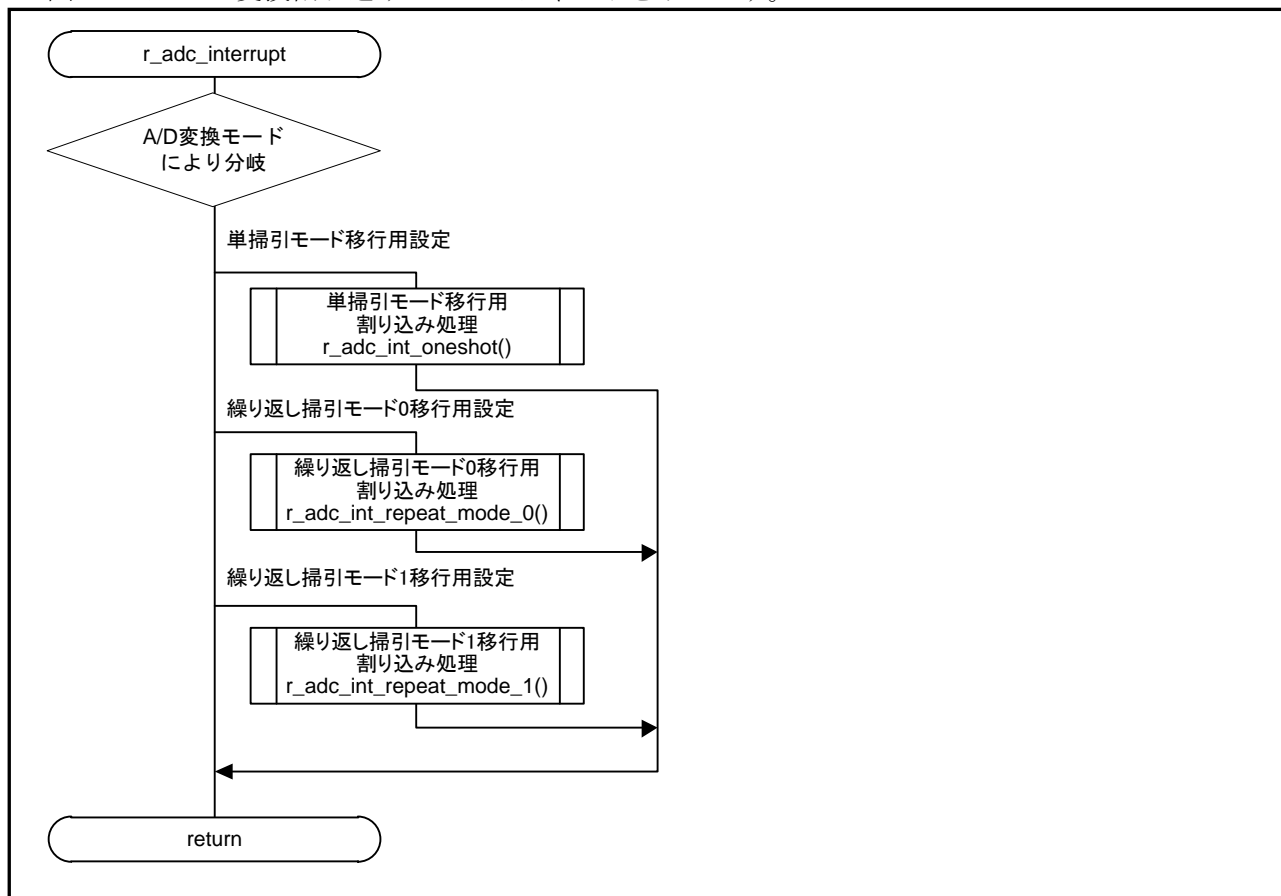 r_adc_interrupt
A/D変換モード
により分岐
単掃引モード移行用設定
単掃引モード移行用
割り込み処理
r_adc_int_oneshot()
繰り返し掃引モード0移行用設定
繰り返し掃引モード0移行用
割り込み処理
r_adc_int_repeat_mode_0()
繰り返し掃引モード1移行用設定
繰り返し掃引モード1移行用
割り込み処理
r_adc_int_repeat_mode_1()
return